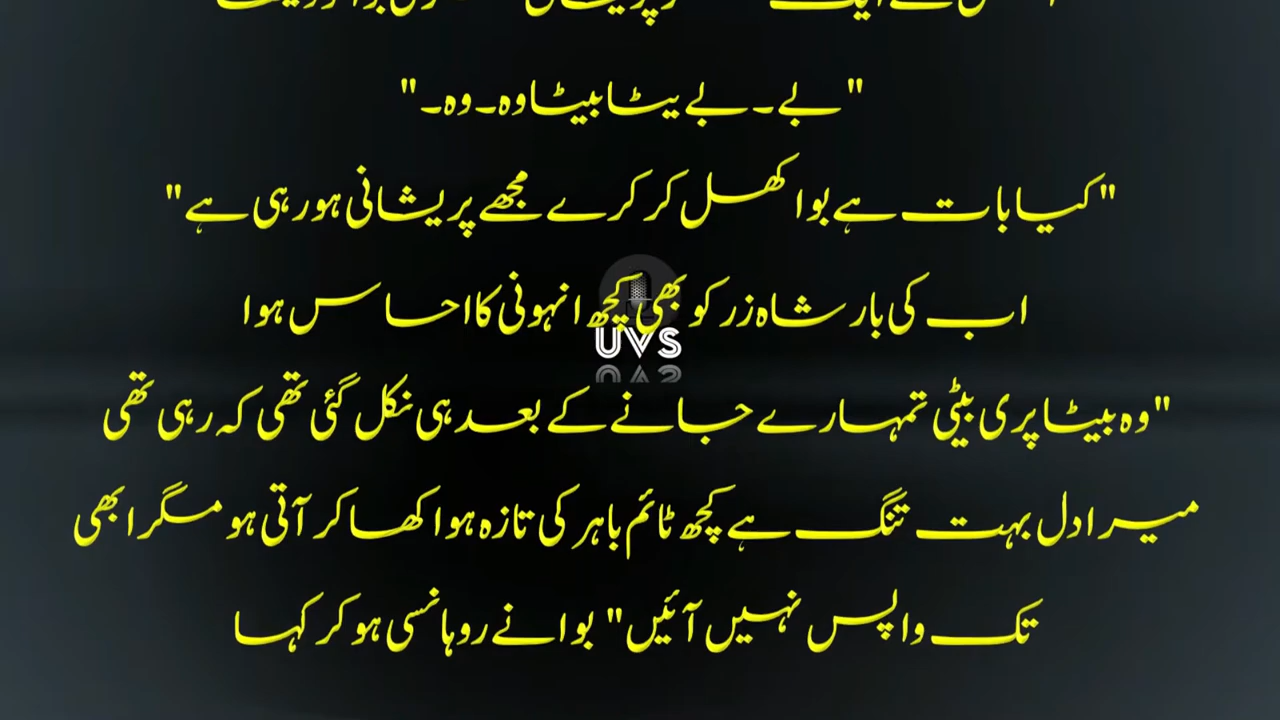 "بے۔بے بیٹا بیٹا وہ۔وہ۔"
"کیا بات ہے بوا کھل کر کرے مجھے پریشانی ہو رہی ہے"
اب کی بار شاہ زر کو بھی کچھ انہونی کا احساس ہوا
UVS
"وہ بیٹا پری بیٹی تمہارے جانے کے بعد ہی نکل گئی تھی کہ رہی تھی
میرا دل بہت تنگ ہے کچھ ٹائم باہر کی تازہ ہوا کھا کر آتی ہو مگر ابھی
تک واپس نہیں آئیں" بوا نے روہانسی ہو کر کہا